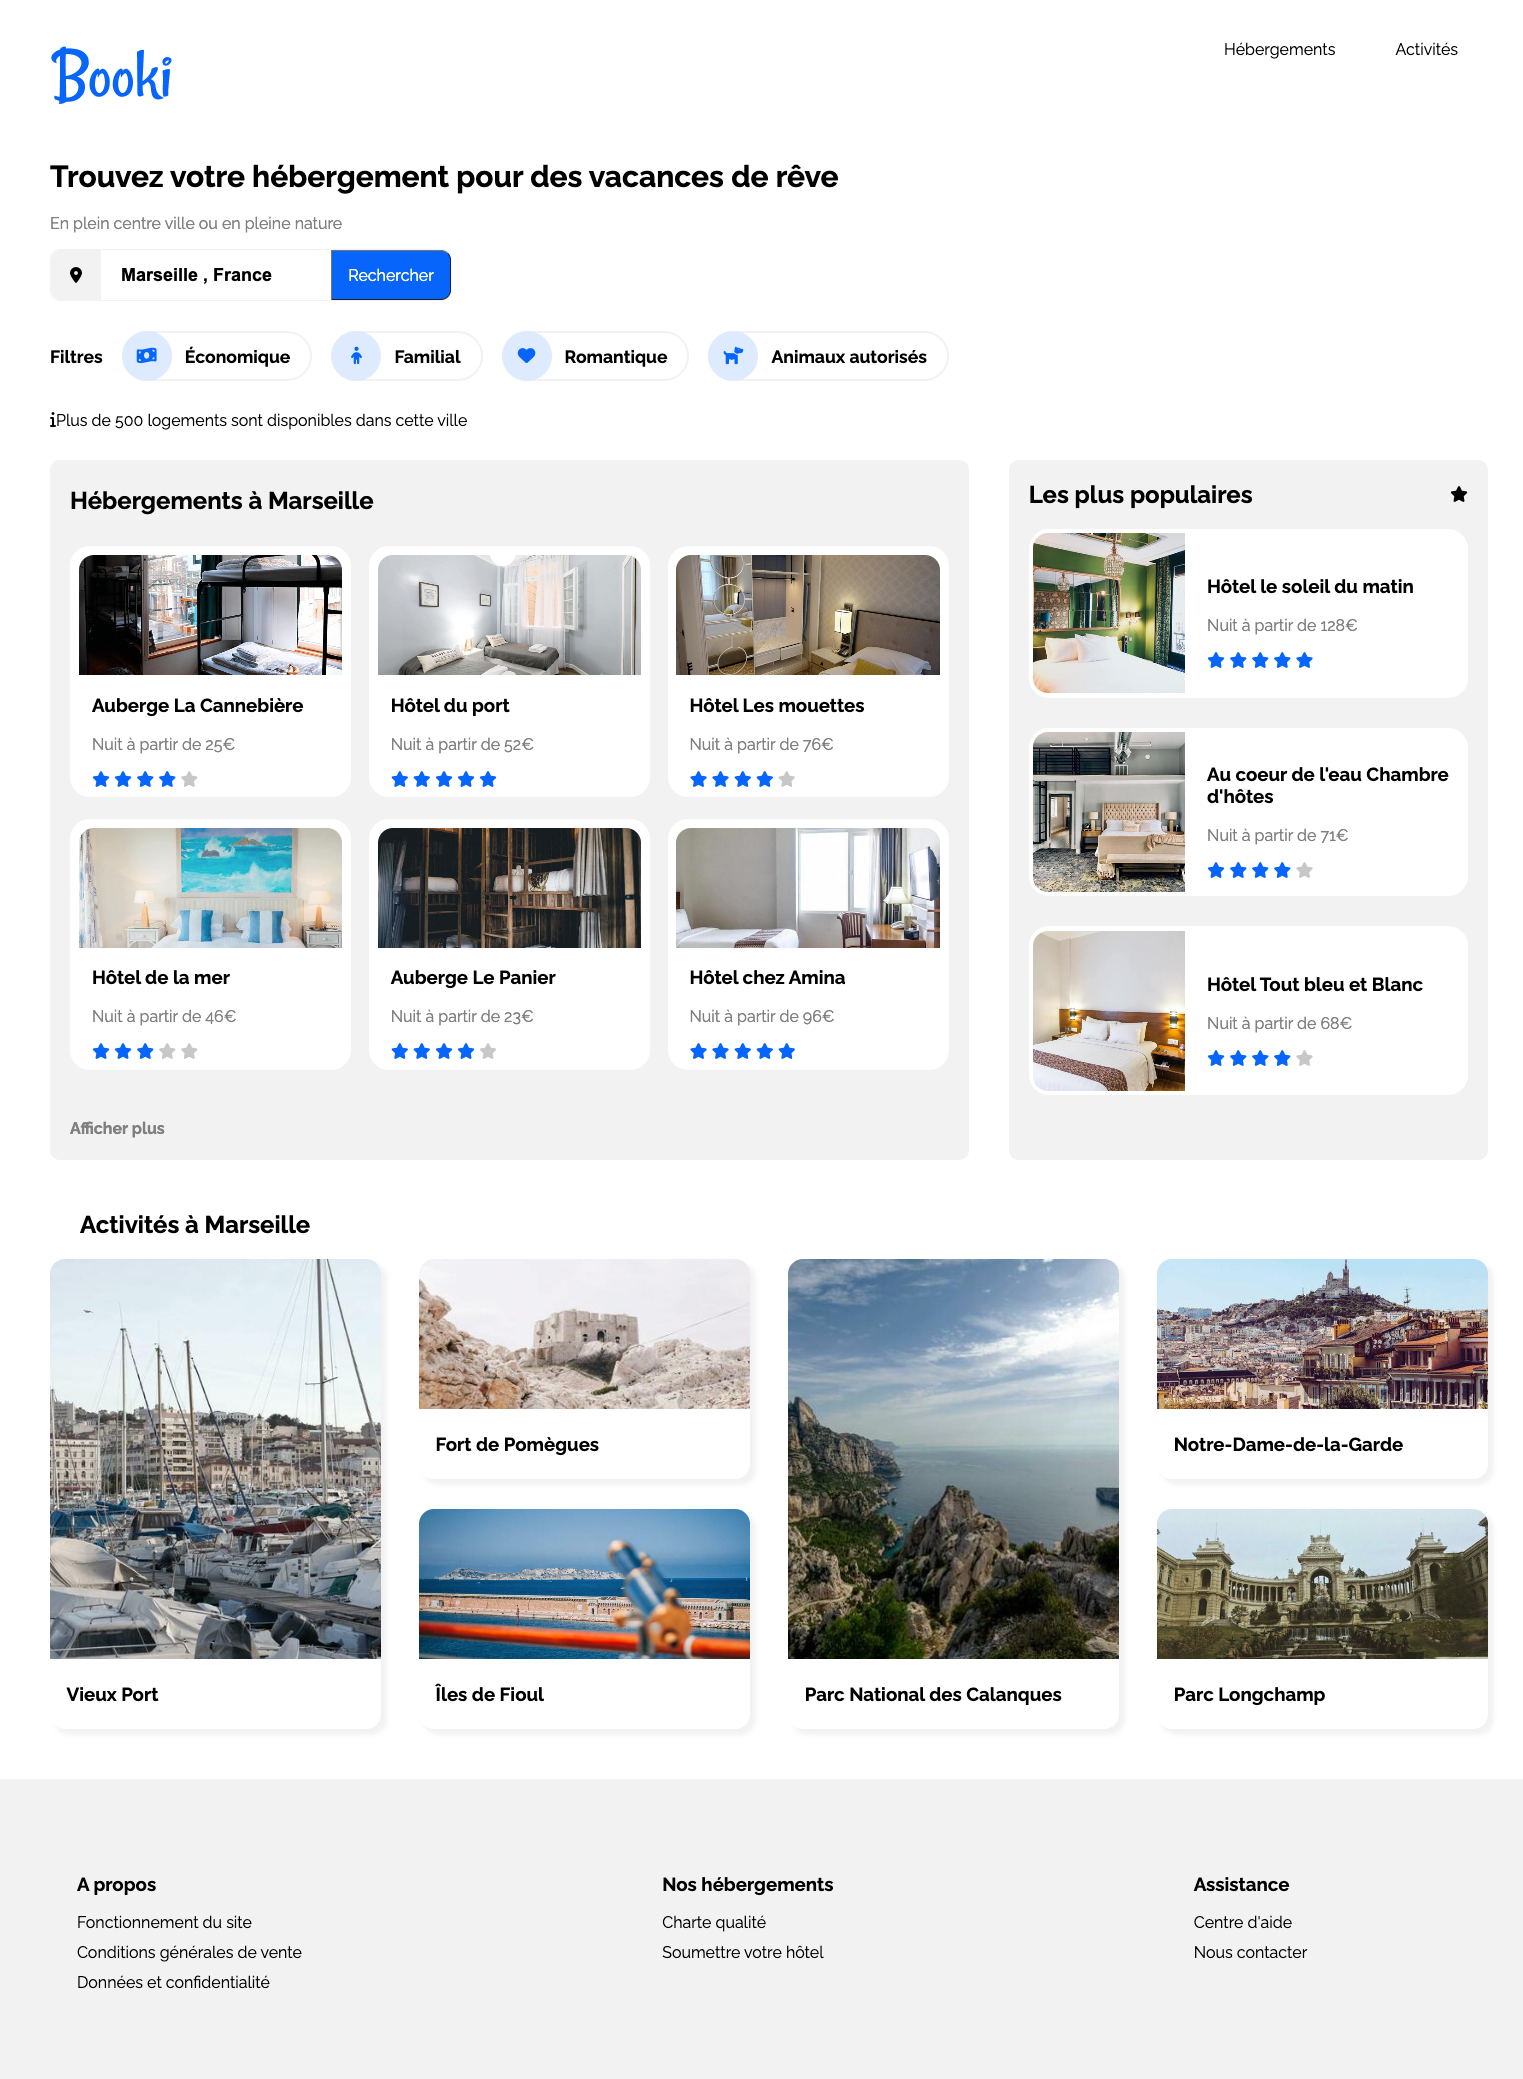 Booki
Hébergements
Activités
Trouvez votre hébergement pour des vacances de rêve
En plein centre ville ou en pleine nature
Marseille , France
Rechercher
Filtres
Économique
Familial
Romantique
Animaux autorisés
Plus de 500 logements sont disponibles dans cette ville
Hébergements à Marseille
Auberge La Cannebière
Nuit à partir de 25€
Hôtel du port
Nuit à partir de 52€
Hôtel Les mouettes
Nuit à partir de 76€
Hôtel de la mer
Nuit à partir de 46€
Auberge Le Panier
Nuit à partir de 23€
Hôtel chez Amina
Nuit à partir de 96€
Afficher plus
Les plus populaires
Hôtel le soleil du matin
Nuit à partir de 128€
Au coeur de l'eau Chambre
d'hôtes
Nuit à partir de 71€
Hôtel Tout bleu et Blanc
Nuit à partir de 68€
Activités à Marseille
Vieux Port
Fort de Pomègues
Îles de Fioul
Parc National des Calanques
Notre-Dame-de-la-Garde
Parc Longchamp
A propos
Fonctionnement du site
Conditions générales de vente
Données et confidentialité
Nos hébergements
Charte qualité
Soumettre votre hôtel
Assistance
Centre d'aide
Nous contacter